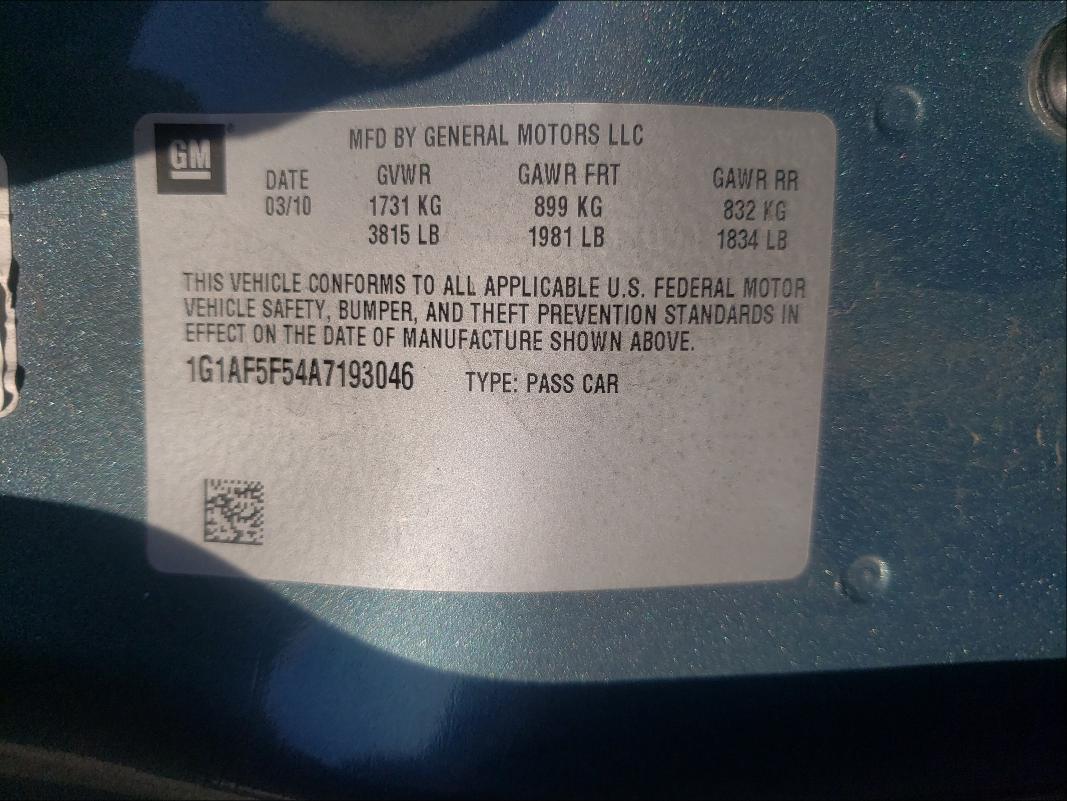 GM
MFD BY GENERAL MOTORS LLC
DATE GVWR GAWR FRT GAWR RR
03/10 1731 KG 899 KG 832 KG
3815 LB 1981 LB 1834 LB
THIS VEHICLE CONFORMS TO ALL APPLICABLE U.S. FEDERAL MOTOR
VEHICLE SAFETY, BUMPER, AND THEFT PREVENTION STANDARDS IN
EFFECT ON THE DATE OF MANUFACTURE SHOWN ABOVE.
1G1AF5F54A7193046 TYPE: PASS CAR